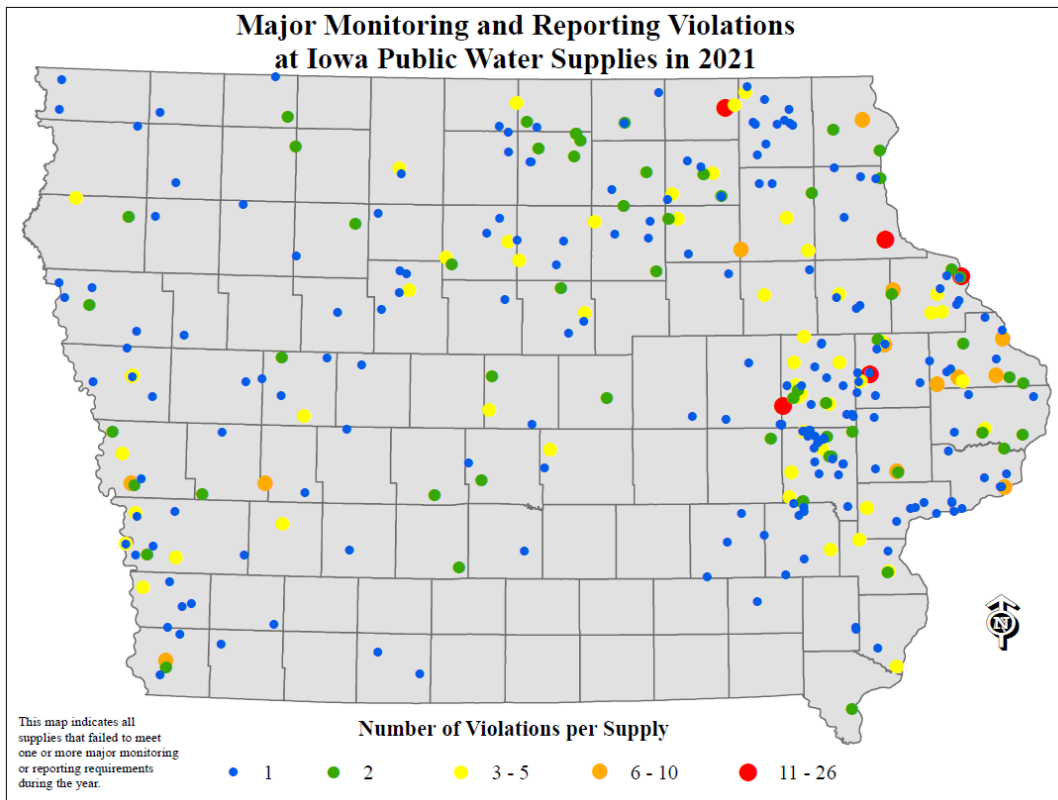 Major Monitoring and Reporting Violations
at Iowa Public Water Supplies in 2021
N
This map indicates all
supplies that failed to meet
one or more major monitoring
or reporting requirements
during the year.
Number of Violations per Supply
1 2 3 - 5 6 - 10 11 - 26